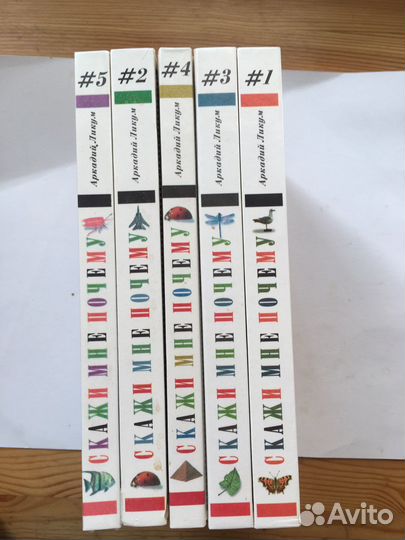 #5 Аркадий Ликум СКАЖИ МНЕ ПОЧЕМУ
#2 Аркадий Ликум СКАЖИ МНЕ ПОЧЕМУ
#4 Аркадий Ликум СКАЖИ МНЕ ПОЧЕМУ
#3 Аркадий Ликум СКАЖИ МНЕ ПОЧЕМУ
#1 Аркадий Ликум СКАЖИ МНЕ ПОЧЕМУ
Avito